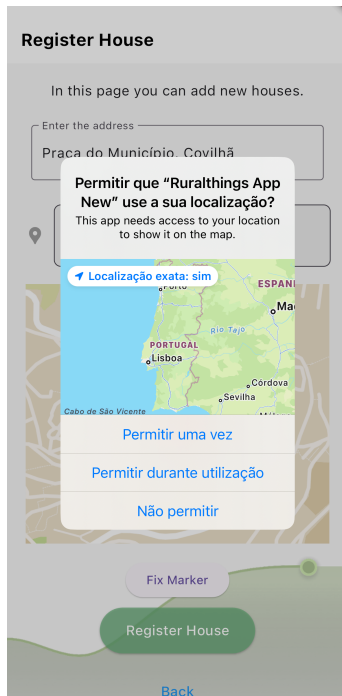 Register House
In this page you can add new houses.
Enter the address
Praça do Município, Covilhã
Permitir que “Ruralthings App
New” use a sua localização?
This app needs access to your location
to show it on the map.
Localização exata: sim
Porto
ESPAN
Ma
Rio Tajo
PORTUGAL
Lisboa
Córdova
Sevilha
Cabo de São Vicente
Permitir uma vez
Permitir durante utilização
Não permitir
Fix Marker
Register House
Back